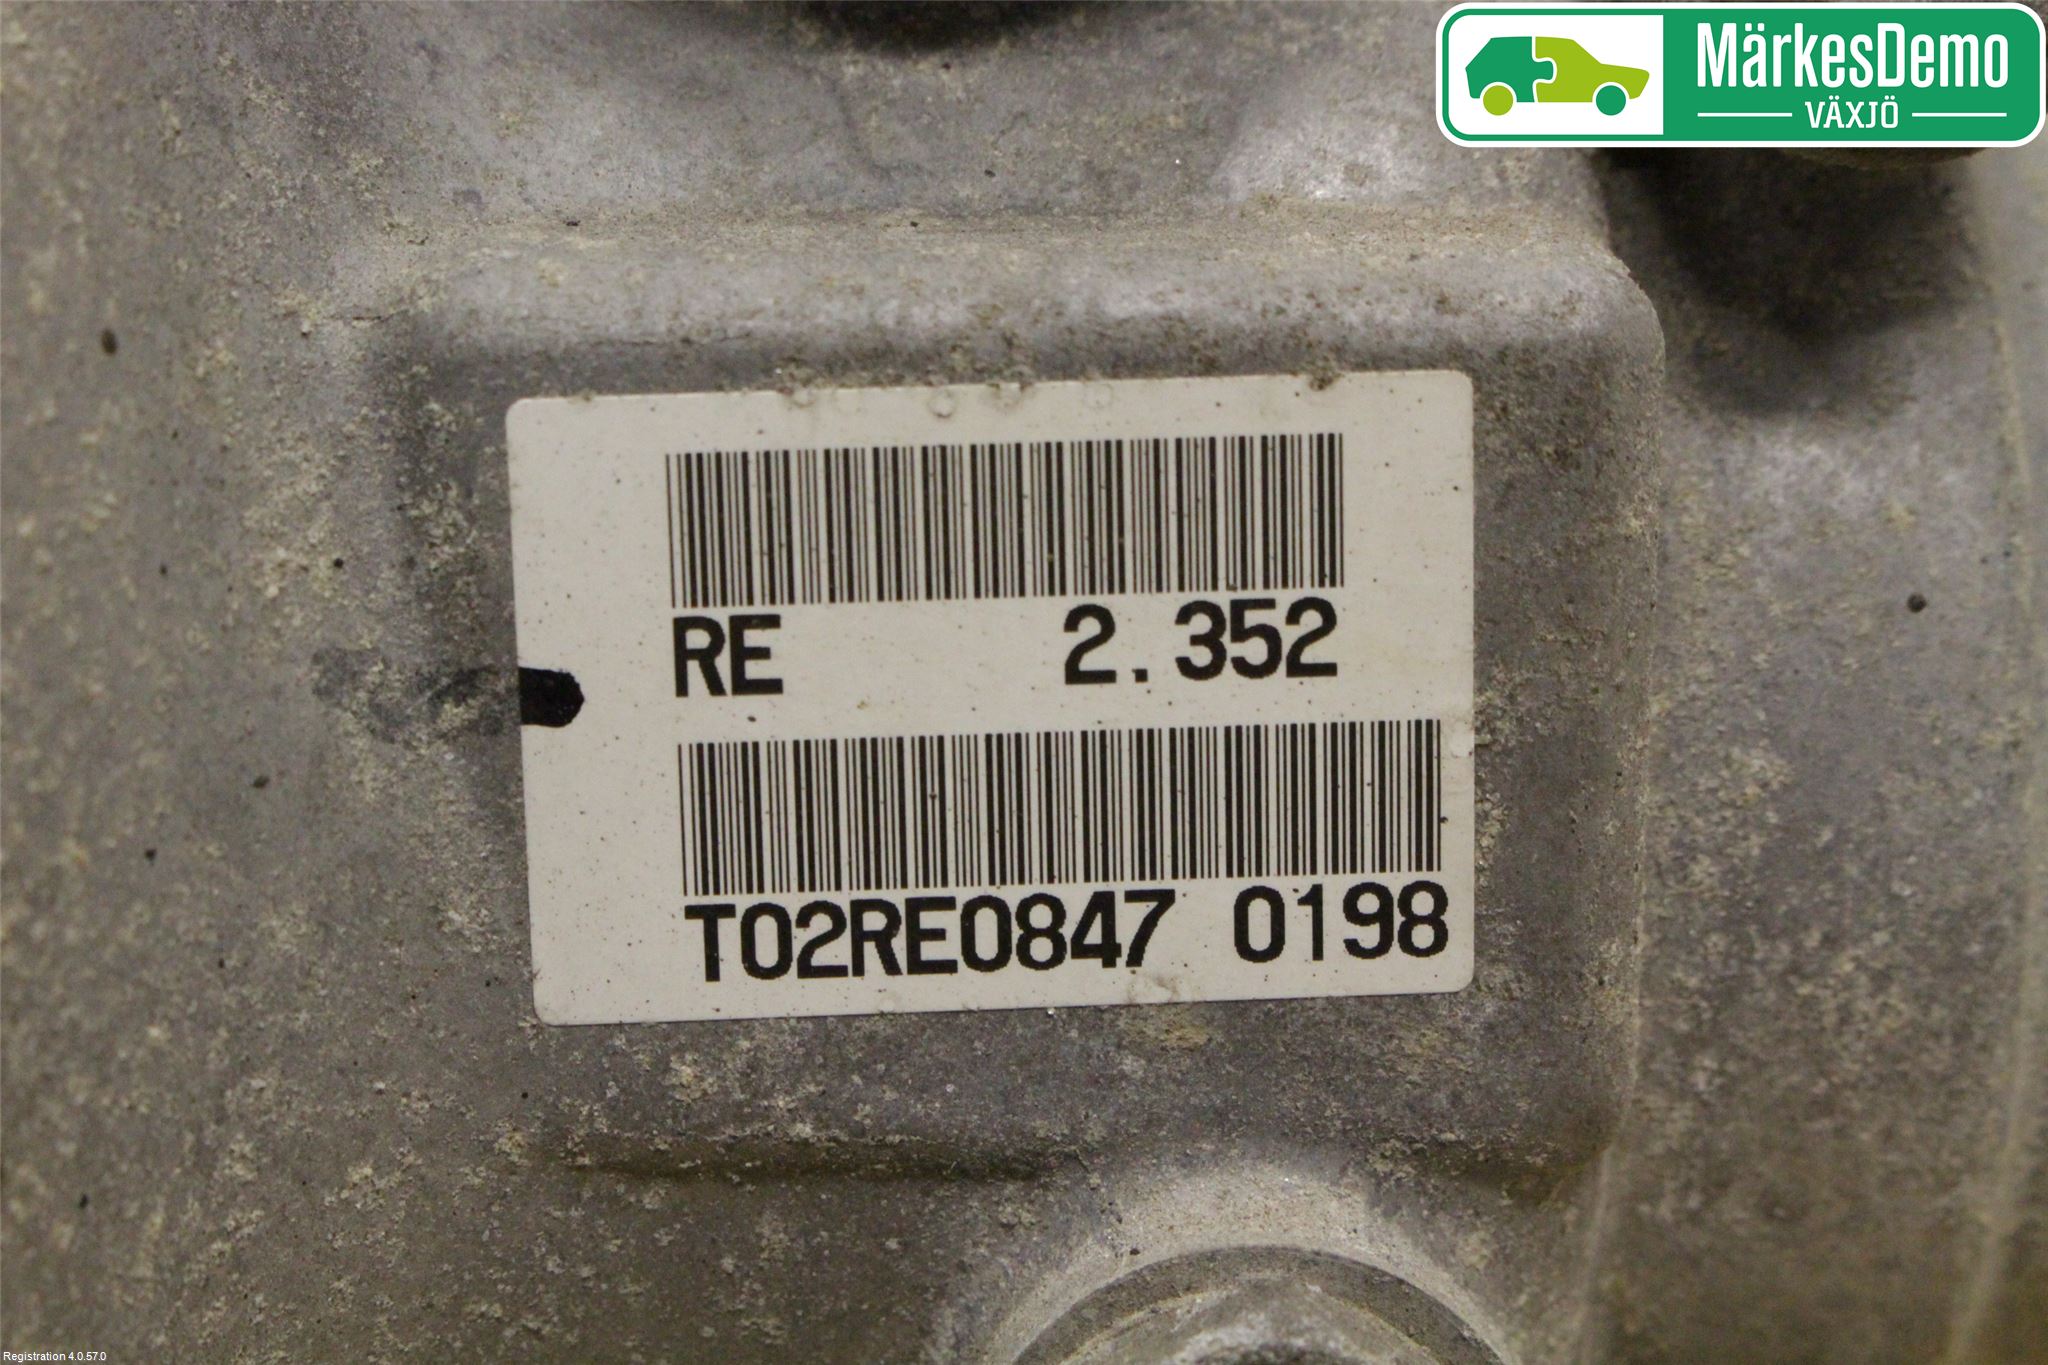 MärkesDemo
VÄXJÖ
RE 2.352
T02RE0847 0198
Registration 4.0.57.0